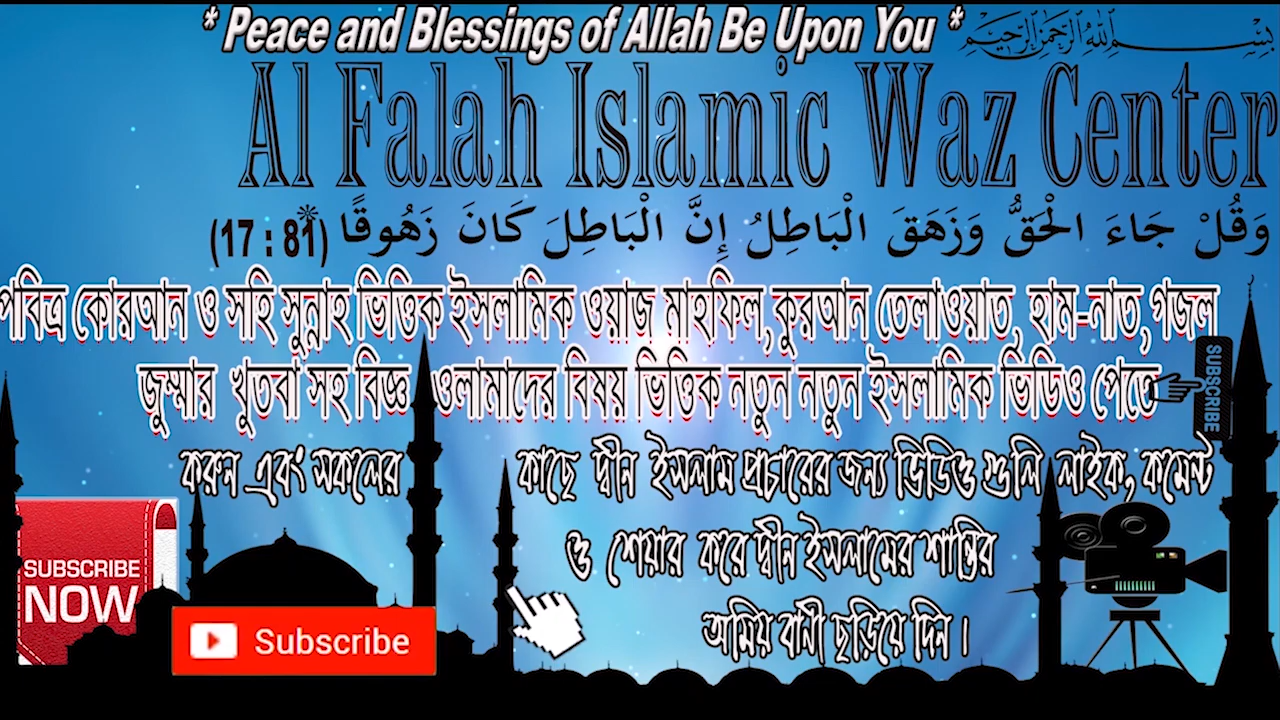 * Peace and Blessings of Allah Be Upon You *
بِسْمِ اللهِ الرَّحْمٰنِ الرَّحِيْمِ
Al Falah Islamic Waz Center
وَقُلْ جَاءَ الْحَقُّ وَزَهَقَ الْبَاطِلُ إِنَّ الْبَاطِلَ كَانَ زَهُوقًا (17 : 81)
পবিত্র কোরআন ও সহি সুন্নাহ ভিত্তিক ইসলামিক ওয়াজ মাহফিল,কুরআন তেলাওয়াত, হাম-নাত,গজল
জুম্মার খুতবা সহ বিজ্ঞ ওলামাদের বিষয় ভিত্তিক নতুন নতুন ইসলামিক ভিডিও পেতে
SUBSCRIBE
করুন এবং সকলের কাছে দ্বীন ইসলাম প্রচারের জন্য ভিডিও গুলি লাইক, কমেন্ট
ও শেয়ার করে দ্বীন ইসলামের শান্তির
অমিয় বানী ছড়িয়ে দিন।
SUBSCRIBE
NOW
Subscribe